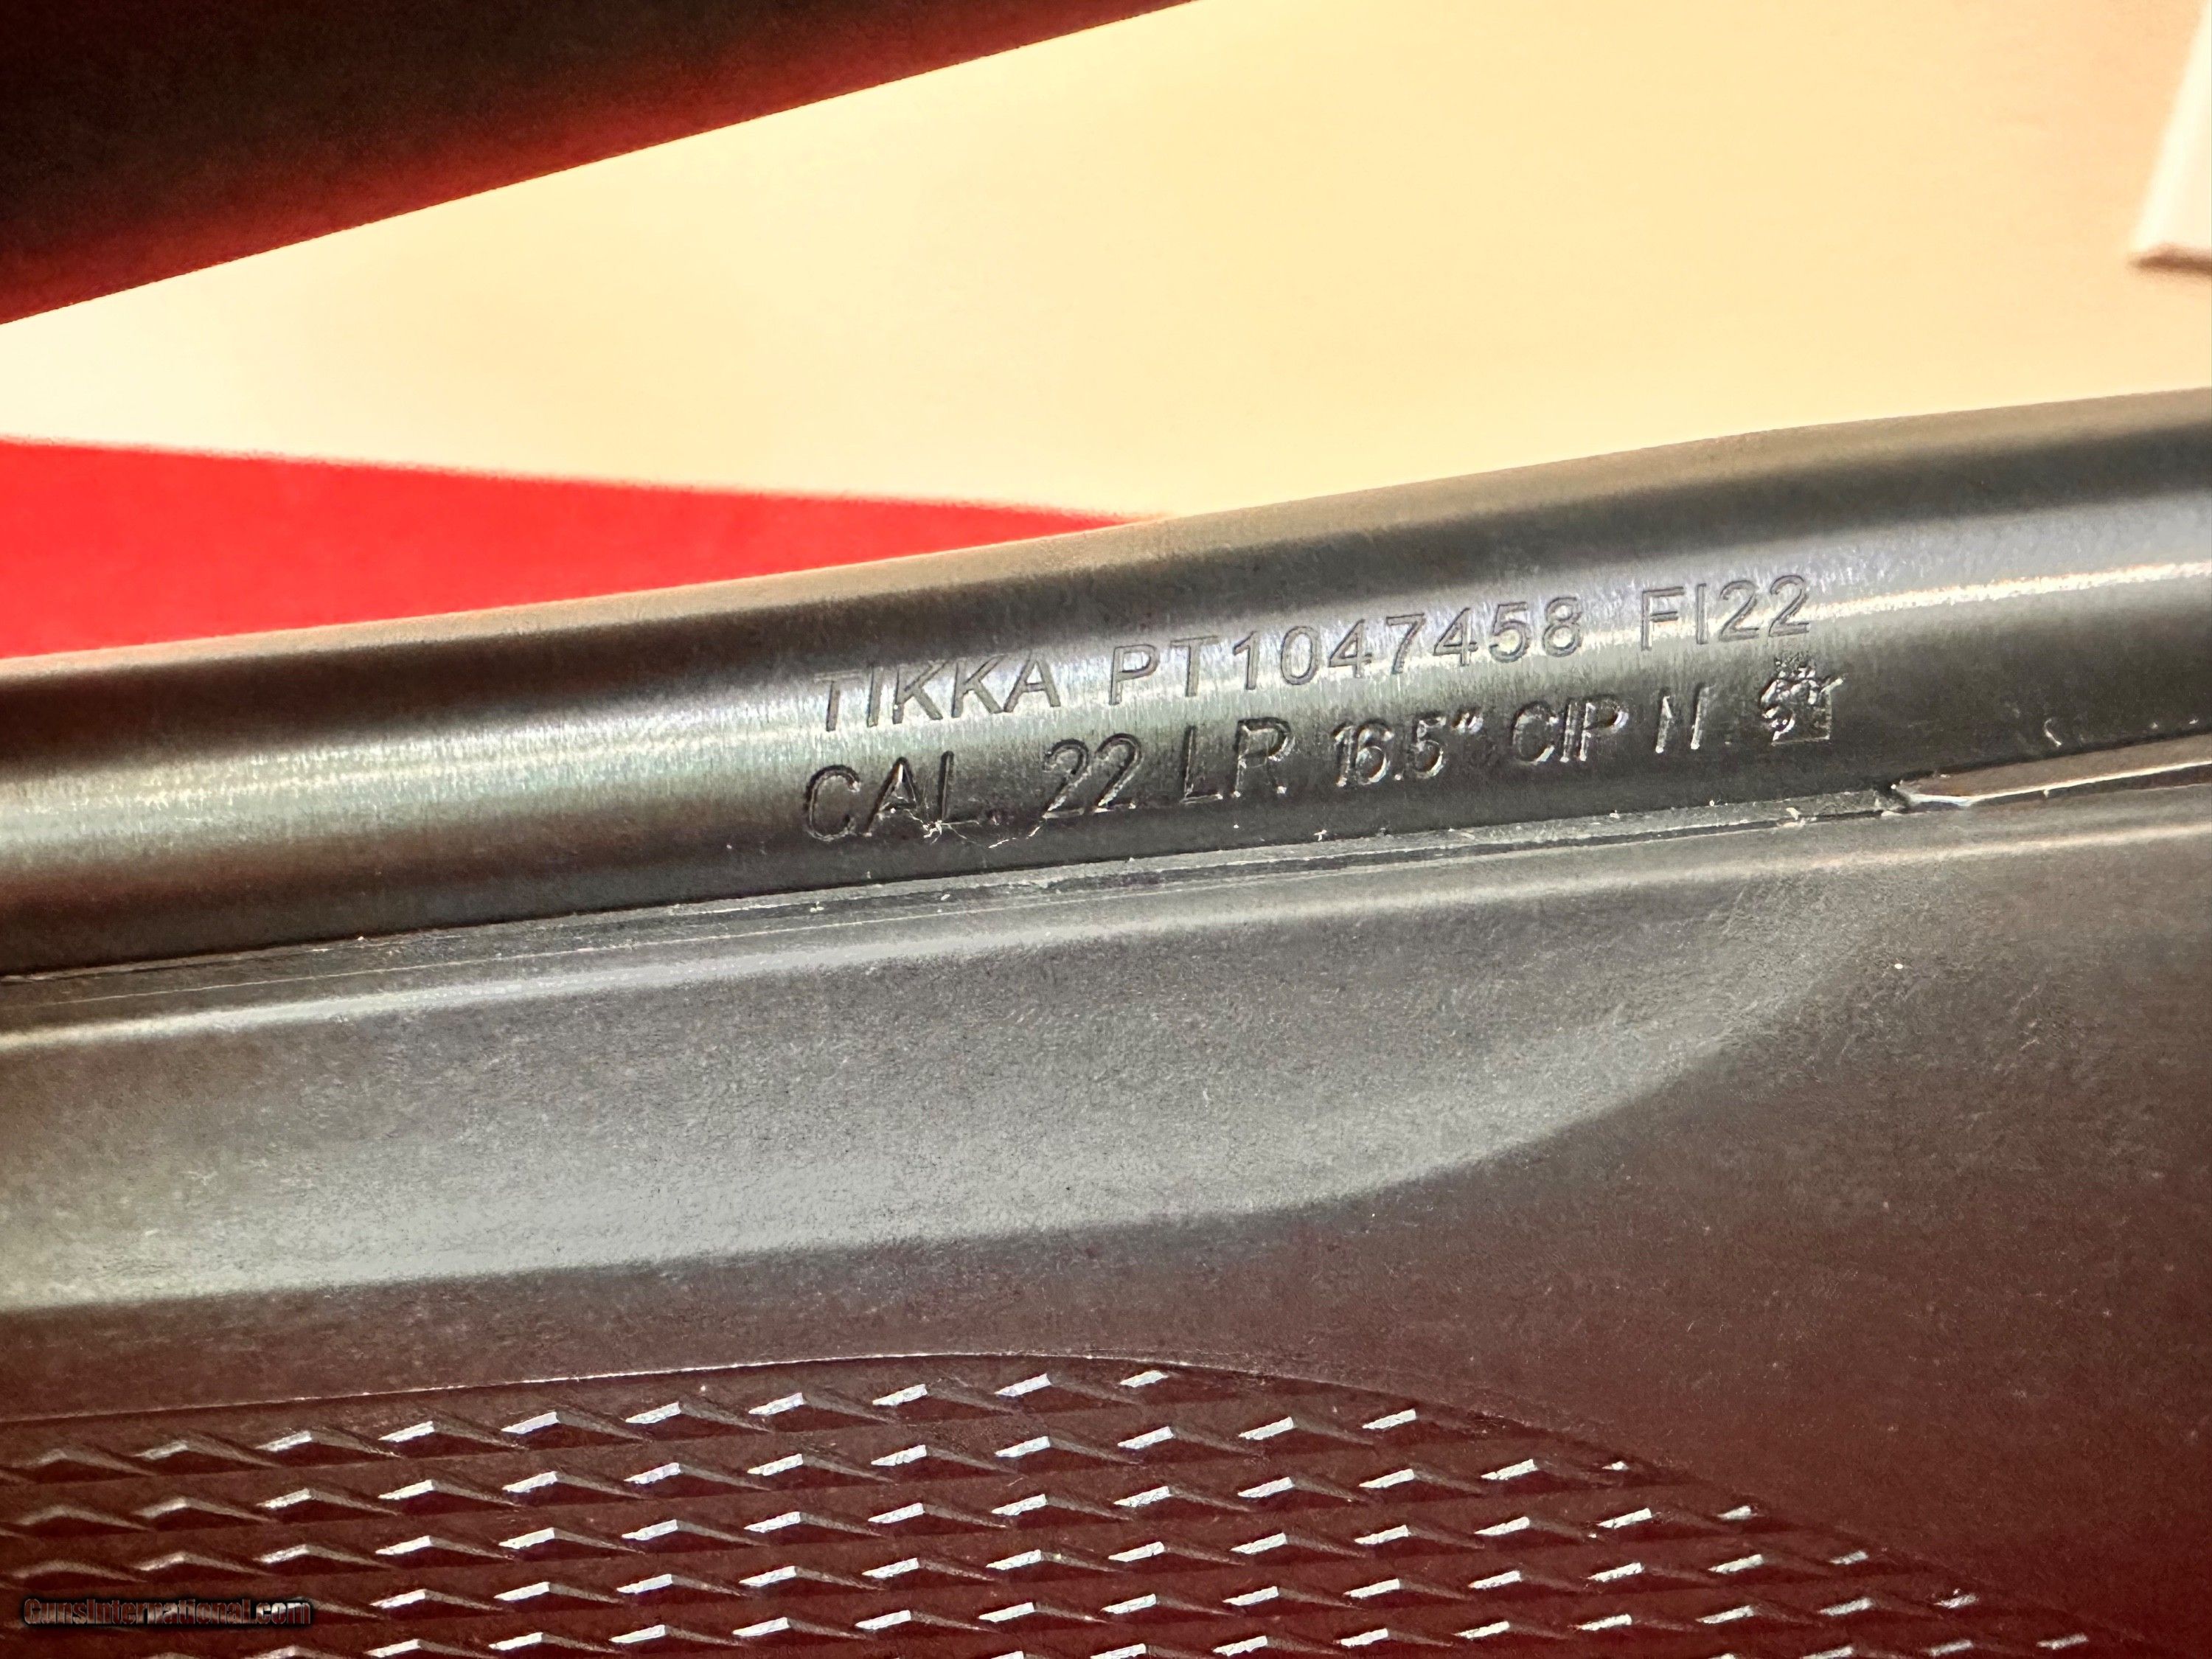 TIKKA PT1047458 FI22
CAL. 22 LR 16.5" CIP N
GunsInternational.com